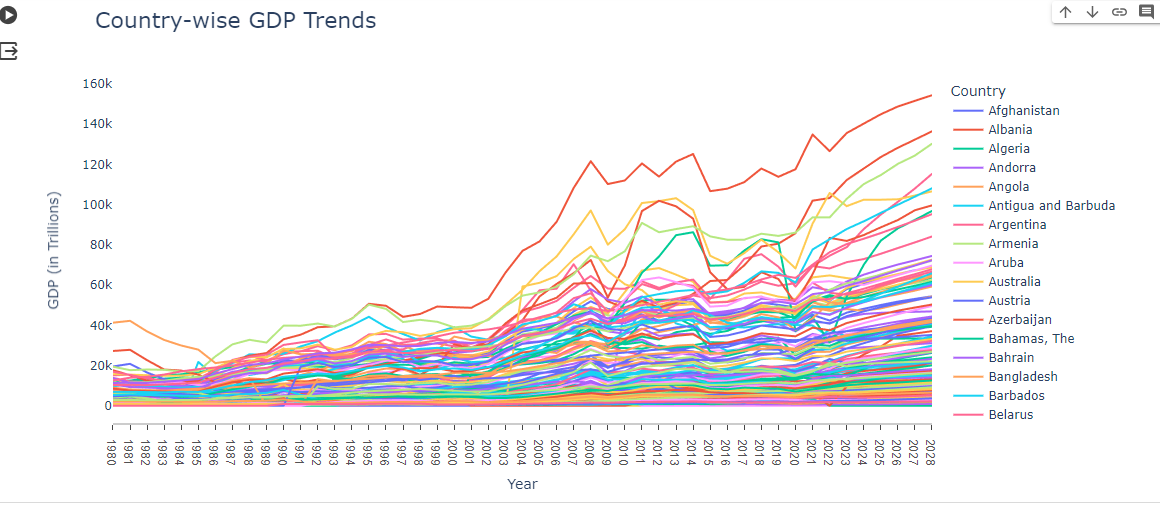 Country-wise GDP Trends
160k
140k
120k
100k
80k
60k
40k
20k
0
GDP (in Trillions)
1980
1981
1982
1983
1984
1985
1986
1987
1988
1989
1990
1991
1992
1993
1994
1995
1996
1997
1998
1999
2000
2001
2002
2003
2004
2005
2006
2007
2008
2009
2010
2011
2012
2013
2014
2015
2016
2017
2018
2019
2020
2021
2022
2023
2024
2025
2026
2027
2028
Year
Country
Afghanistan
Albania
Algeria
Andorra
Angola
Antigua and Barbuda
Argentina
Armenia
Aruba
Australia
Austria
Azerbaijan
Bahamas, The
Bahrain
Bangladesh
Barbados
Belarus